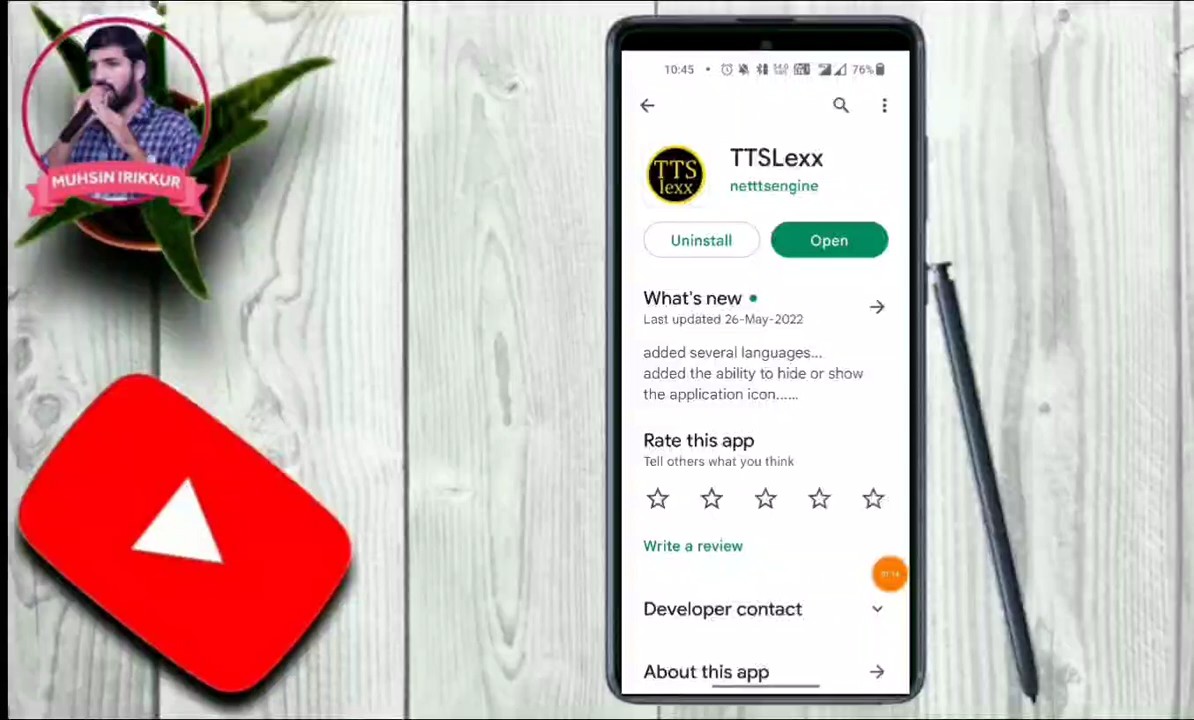 MUHSIN IRIKKUR
10:45
76%
TTS
lexx
TTSLexx
netttsengine
Uninstall
Open
What's new
Last updated 26-May-2022
added several languages...
added the ability to hide or show
the application icon......
Rate this app
Tell others what you think
Write a review
Developer contact
About this app